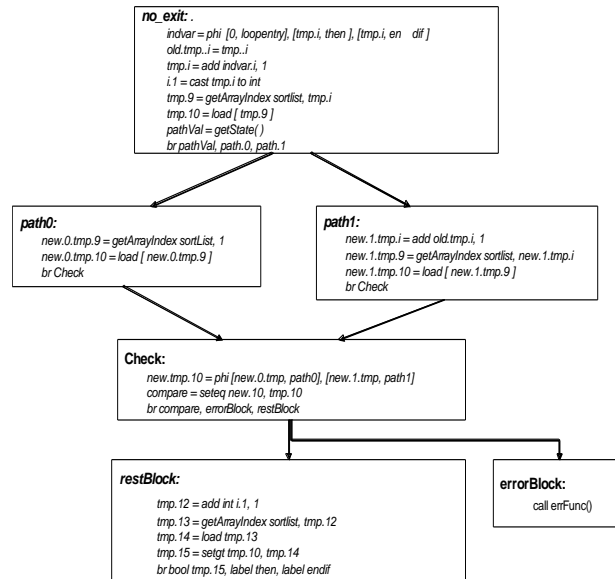 no_exit: .
indvar = phi [0, loopentry], [tmp.i, then ], [tmp.i, en dif ]
old.tmp..i = tmp..i
tmp.i = add indvar.i, 1
i.1 = cast tmp.i to int
tmp.9 = getArrayIndex sortlist, tmp.i
tmp.10 = load [ tmp.9 ]
pathVal = getState( )
br pathVal, path.0, path.1
path0:
new.0.tmp.9 = getArrayIndex sortList, 1
new.0.tmp.10 = load [ new.0.tmp.9 ]
br Check
path1:
new.1.tmp.i = add old.tmp.i, 1
new.1.tmp.9 = getArrayIndex sortlist, new.1.tmp.i
new.1.tmp.10 = load [ new.1.tmp.9 ]
br Check
Check:
new.tmp.10 = phi [new.0.tmp, path0], [new.1.tmp, path1]
compare = seteq new.10, tmp.10
br compare, errorBlock, restBlock
restBlock:
tmp.12 = add int i.1, 1
tmp.13 = getArrayIndex sortlist, tmp.12
tmp.14 = load tmp.13
tmp.15 = setgt tmp.10, tmp.14
br bool tmp.15, label then, label endif
errorBlock:
call errFunc()